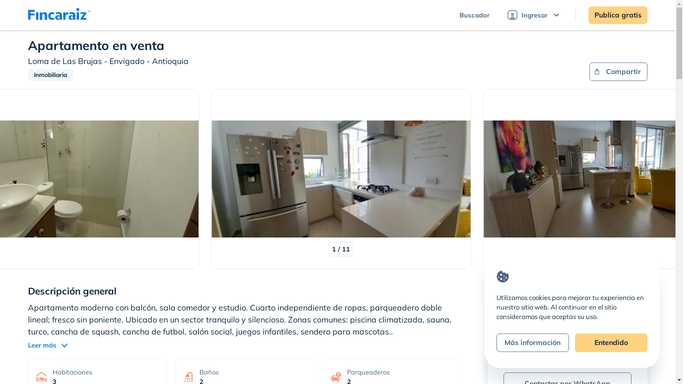 Fincaraiz
Buscador
Ingresar
Publica gratis
Apartamento en venta
Loma de Las Brujas - Envigado - Antioquia
Inmobiliaria
Compartir
1 / 11
Descripción general
Apartamento moderno con balcón, sala comedor y estudio. Cuarto independiente de ropas, parqueadero doble
lineal; fresco sin poniente. Ubicado en un sector tranquilo y silencioso. Zonas comunes: piscina climatizada, sauna,
turco, cancha de squash, cancha de futbol, salón social, juegos infantiles, sendero para mascotas..
Leer más
Habitaciones
3
Baños
2
Parqueaderos
2
Utilizamos cookies para mejorar tu experiencia en
nuestro sitio web. Al continuar en el sitio
consideramos que aceptas su uso.
Más información
Entendido
Contactar por WhatsApp